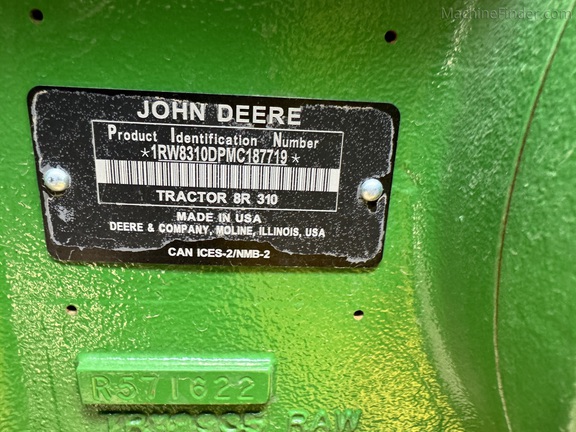 MachineFinder.com
JOHN DEERE
Product Identification Number
*1RW8310DPMC187719*
TRACTOR 8R 310
MADE IN USA
DEERE & COMPANY, MOLINE, ILLINOIS, USA
CAN ICES-2/NMB-2
R571622
RAW